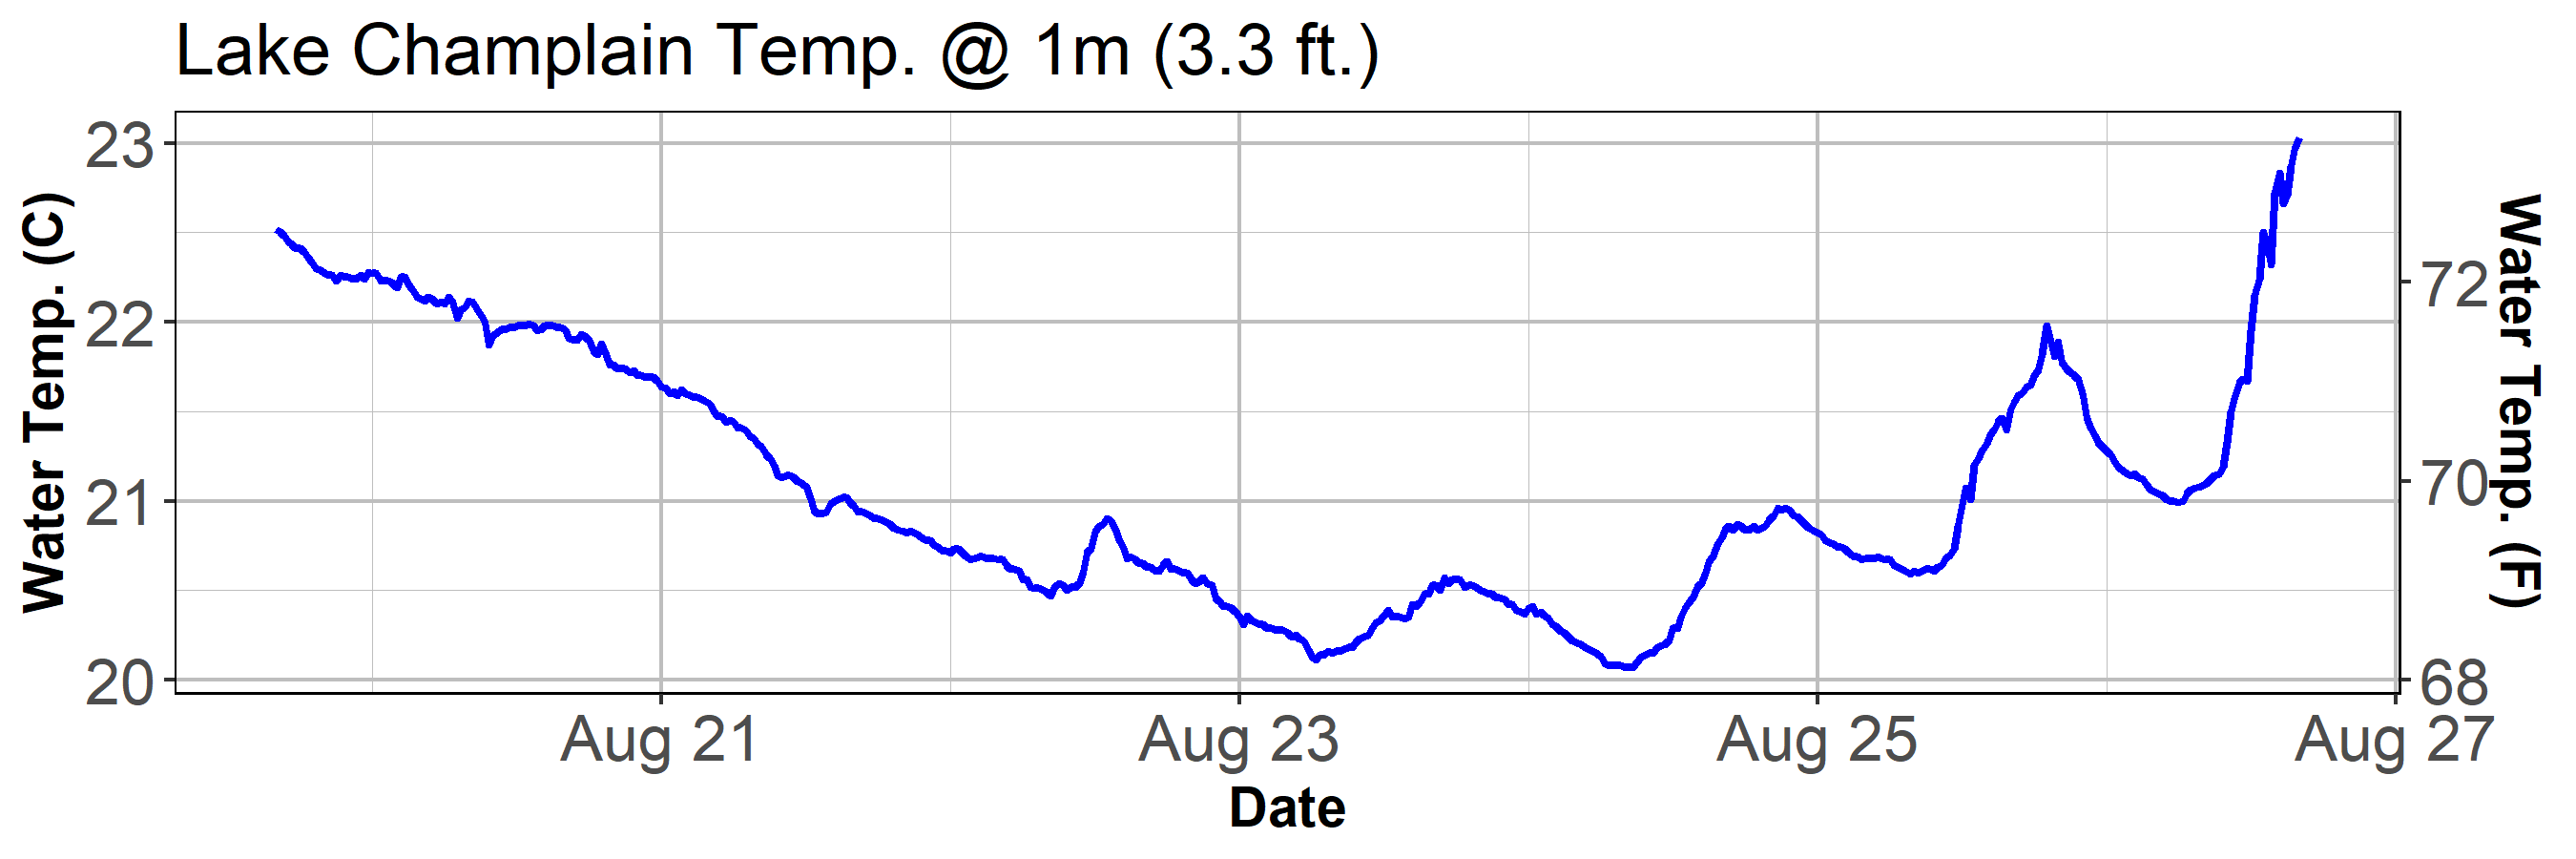 Lake Champlain Temp. @ 1m (3.3 ft.)
Water Temp. (C)
23
22
21
20
72
70
68
Water Temp. (F)
Aug 21 Aug 23 Aug 25 Aug 27
Date